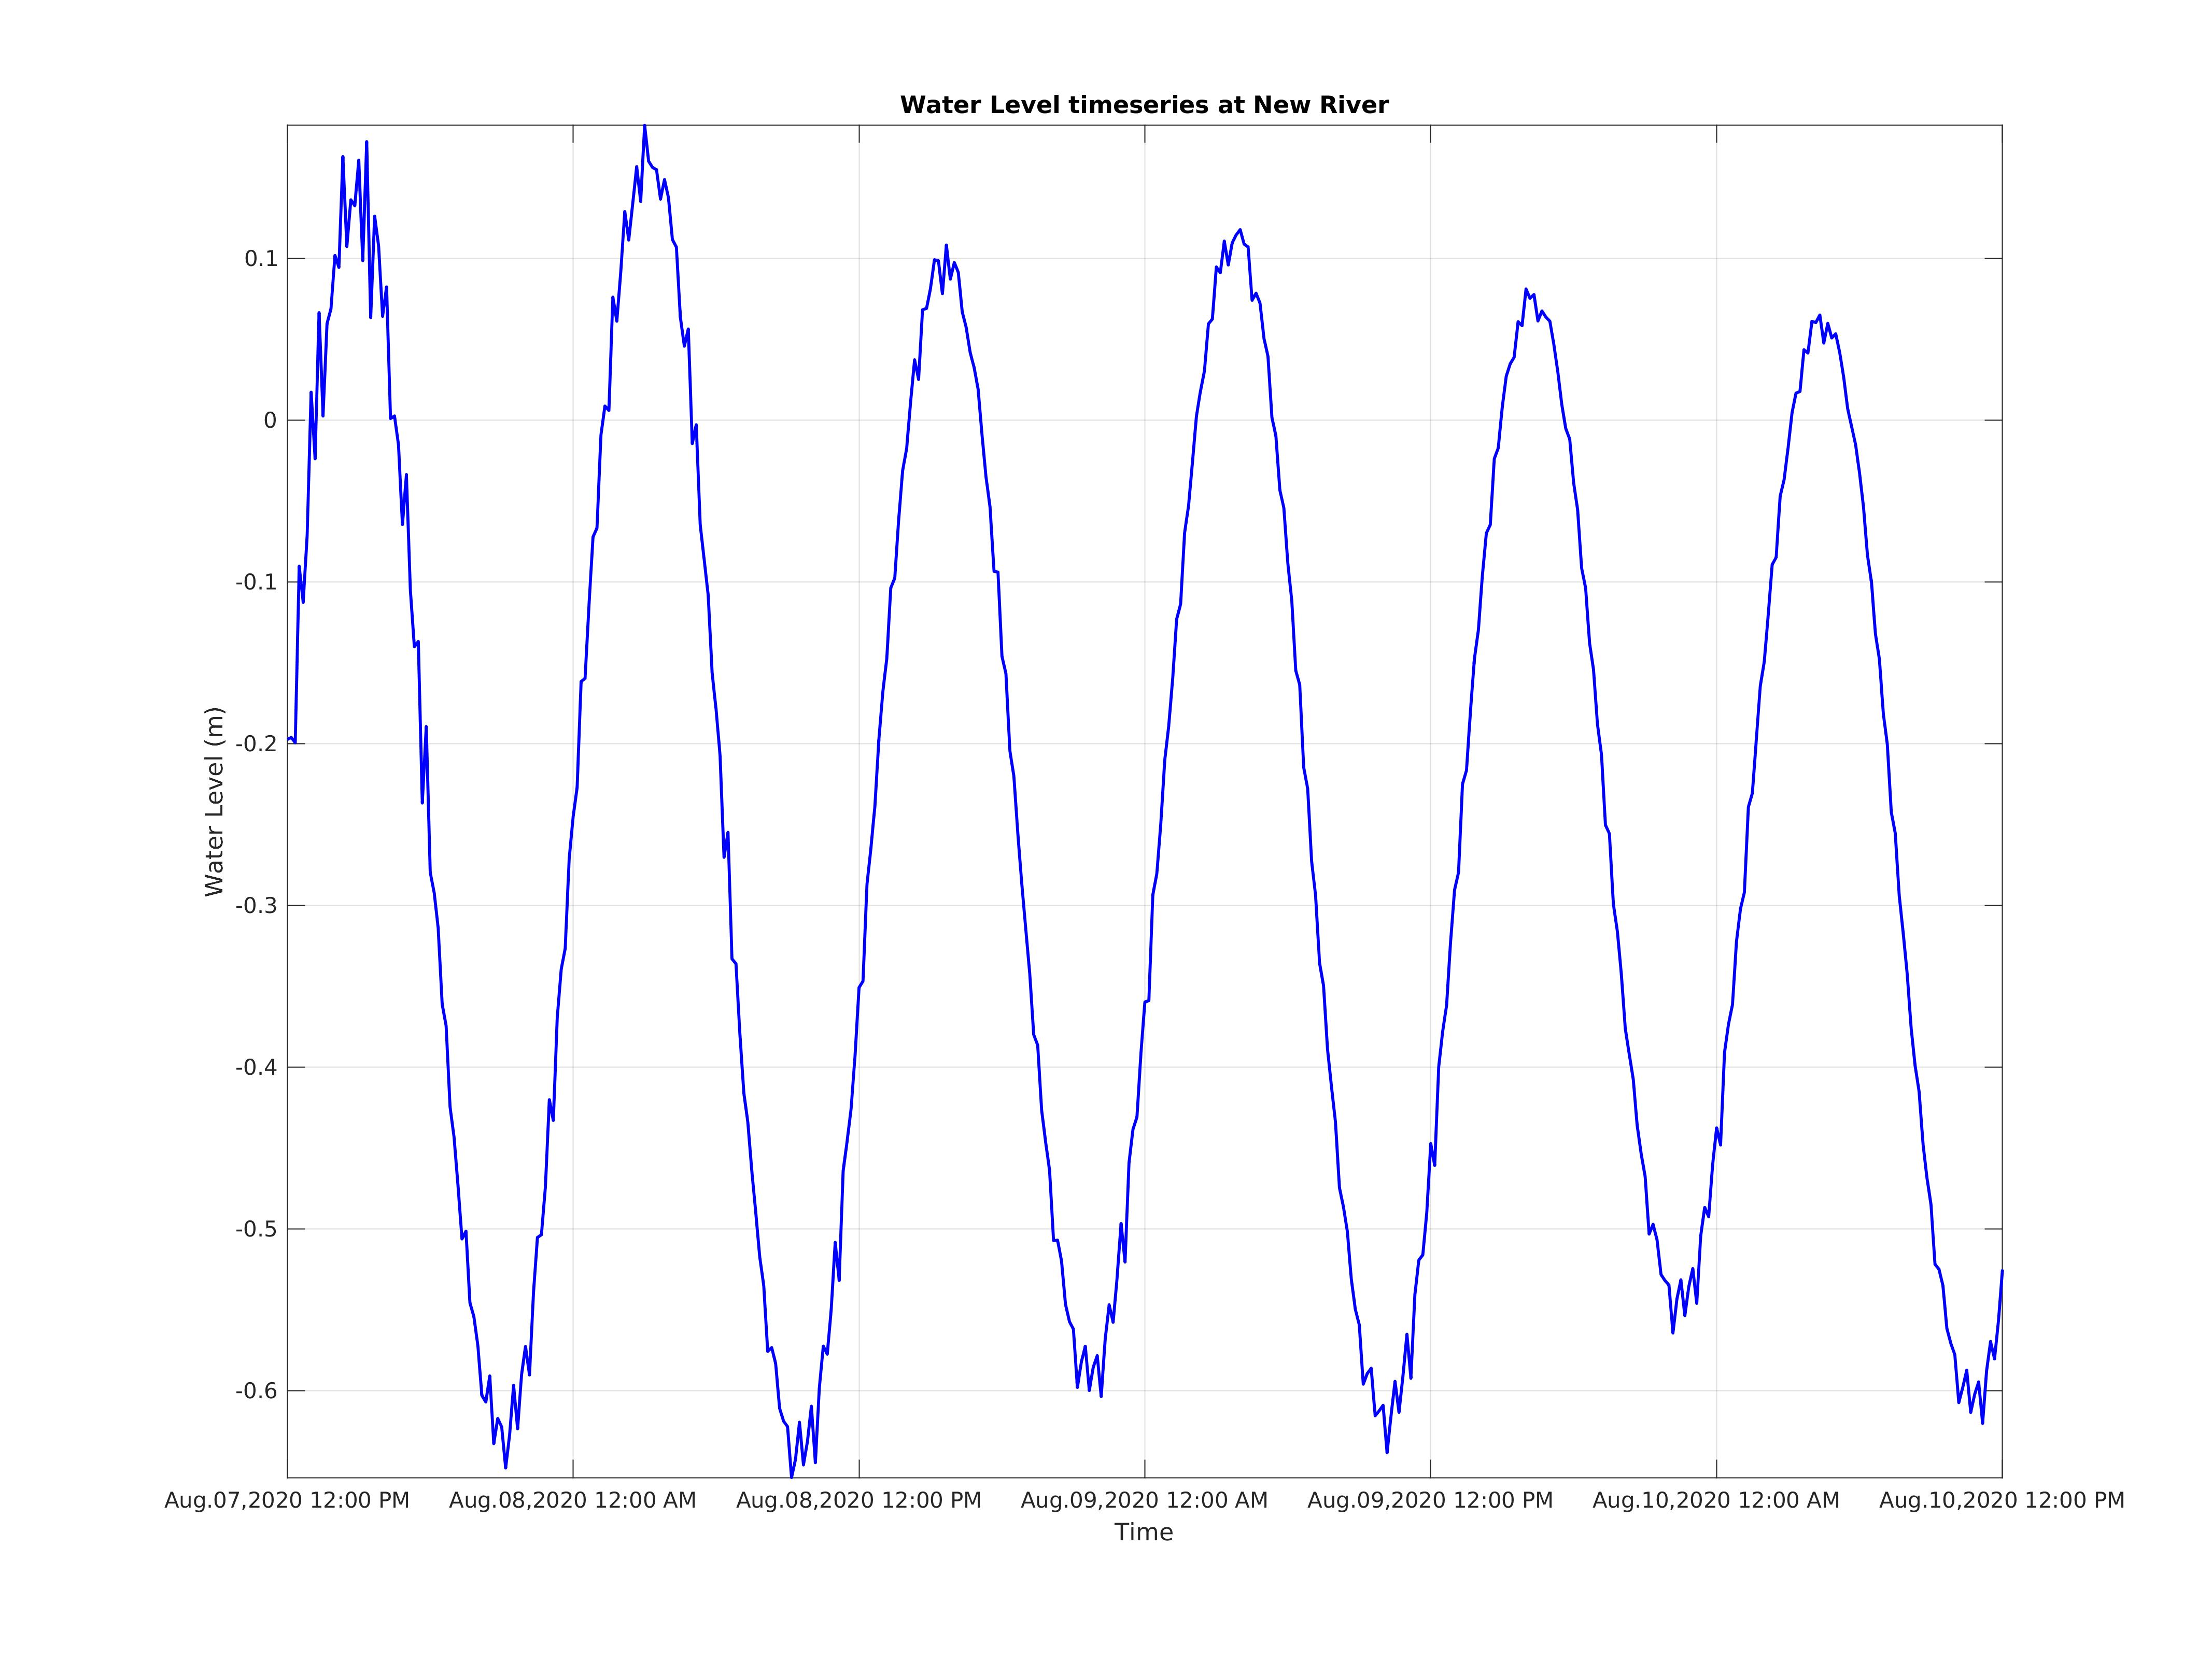 Water Level timeseries at New River
0.1
0
-0.1
-0.2
-0.3
-0.4
-0.5
-0.6
Water Level (m)
Aug.07,2020 12:00 PM Aug.08,2020 12:00 AM Aug.08,2020 12:00 PM Aug.09,2020 12:00 AM Aug.09,2020 12:00 PM Aug.10,2020 12:00 AM Aug.10,2020 12:00 PM
Time